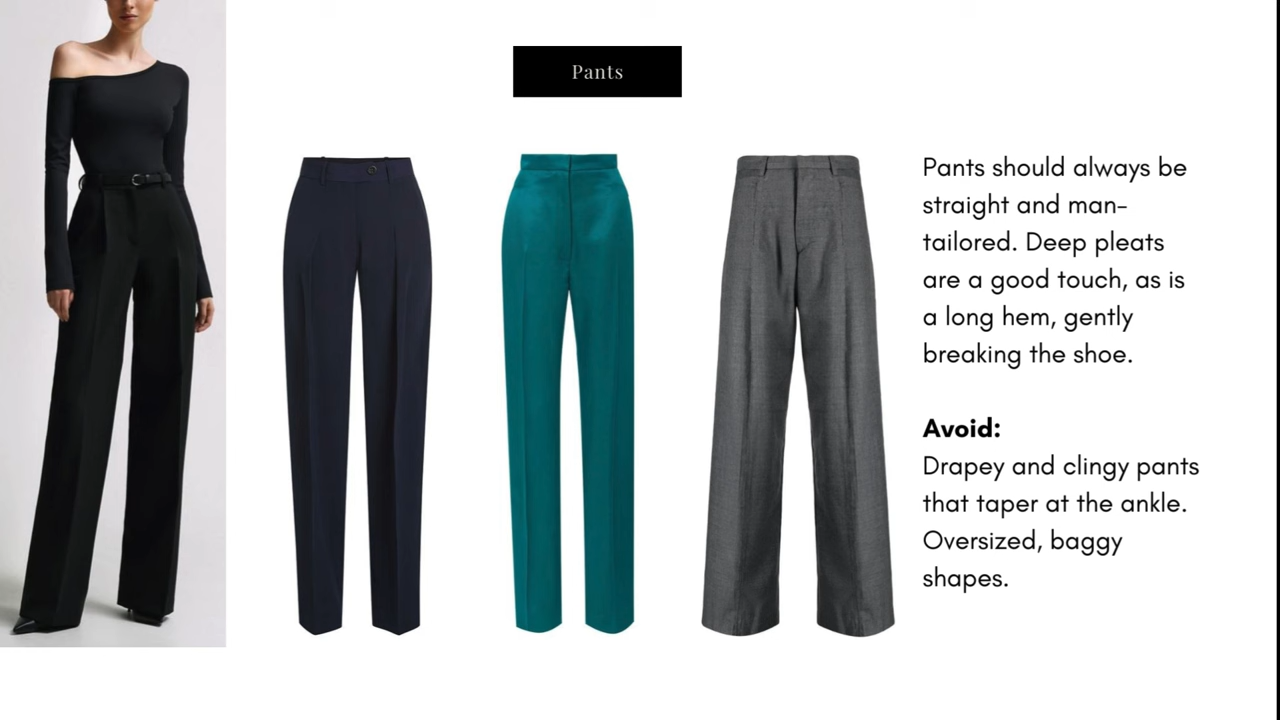 Pants
Pants should always be
straight and man-
tailored. Deep pleats
are a good touch, as is
a long hem, gently
breaking the shoe.
Avoid:
Drapey and clingy pants
that taper at the ankle.
Oversized, baggy
shapes.